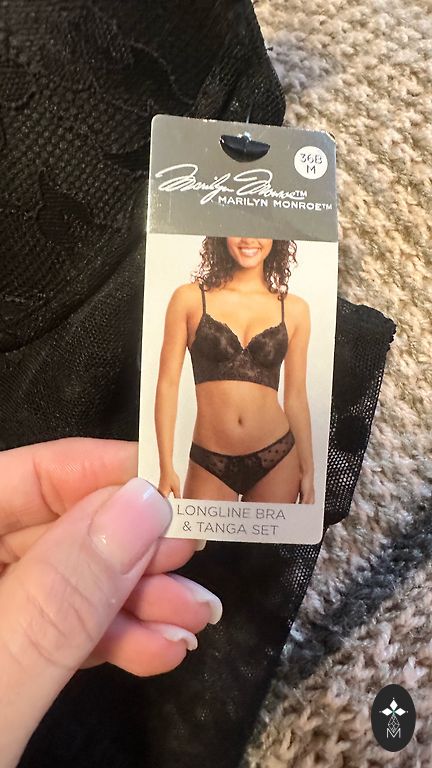 36B
M
Marilyn Monroe™
MARILYN MONROE™
LONGLINE BRA
& TANGA SET
M